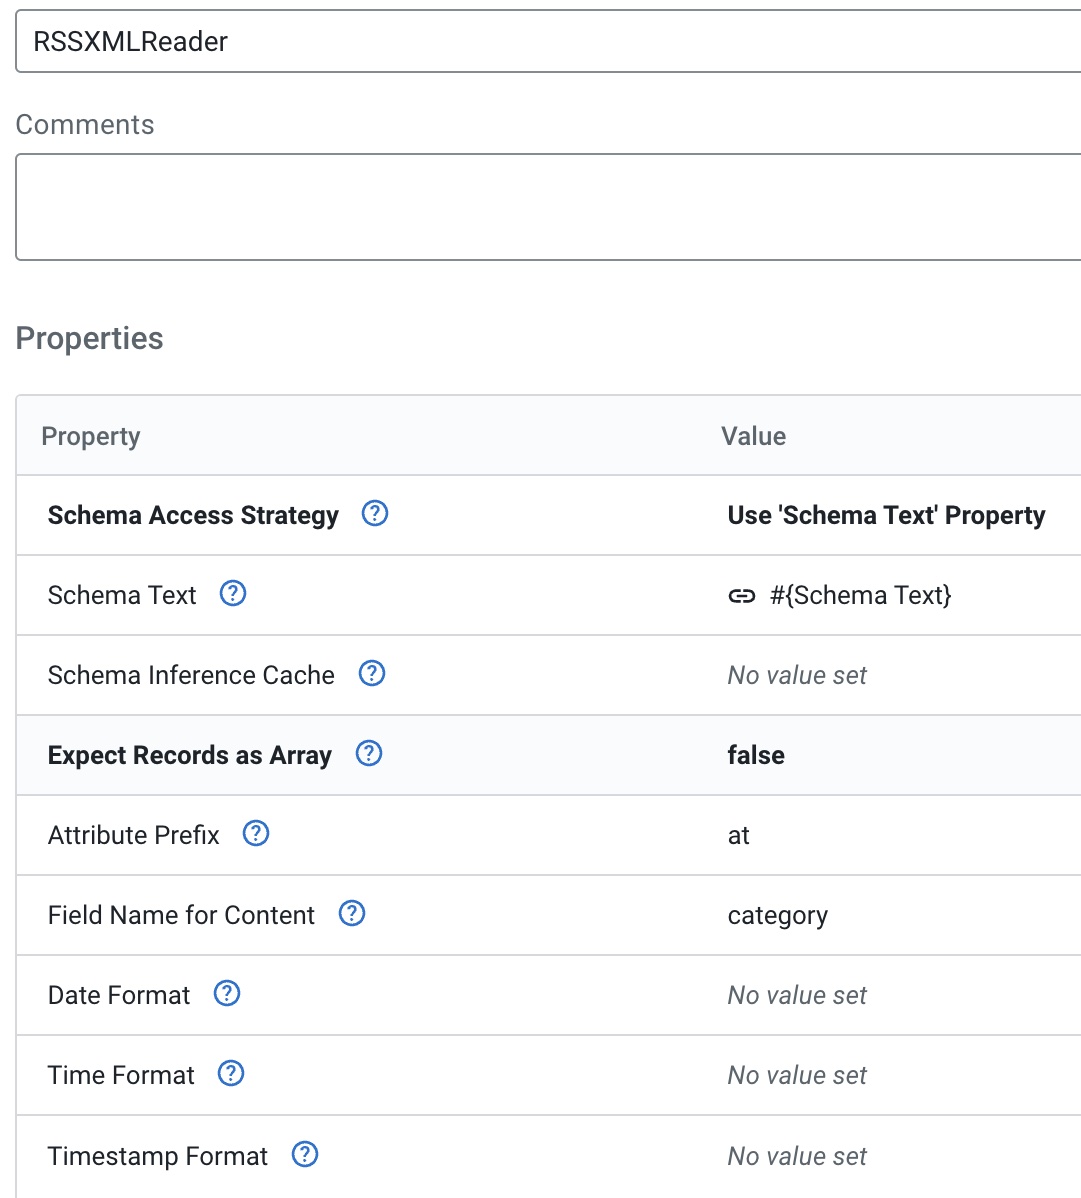 RSSXMLReader
Comments
Properties
Property Value
Schema Access Strategy Use 'Schema Text' Property
Schema Text #{Schema Text}
Schema Inference Cache No value set
Expect Records as Array false
Attribute Prefix at
Field Name for Content category
Date Format No value set
Time Format No value set
Timestamp Format No value set